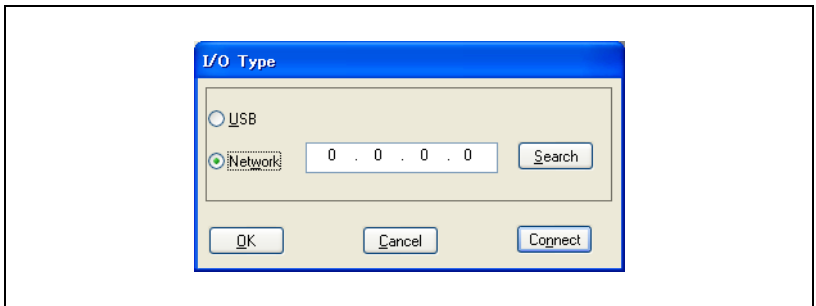 I/O Type
USB
Network 0 . 0 . 0 . 0 Search
OK Cancel Connect